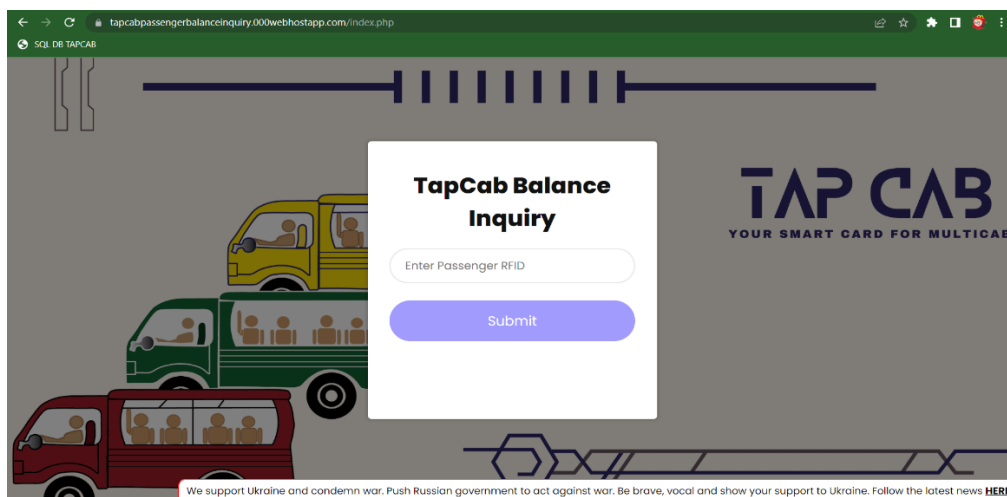 tapcabpassengerbalanceinquiry.000webhostapp.com/index.php
SQL DB TAPCAB
TapCab Balance
Inquiry
Enter Passenger RFID
Submit
TAP CAB
YOUR SMART CARD FOR MULTICAB
We support Ukraine and condemn war. Push Russian government to act against war. Be brave, vocal and show your support to Ukraine. Follow the latest news HERE